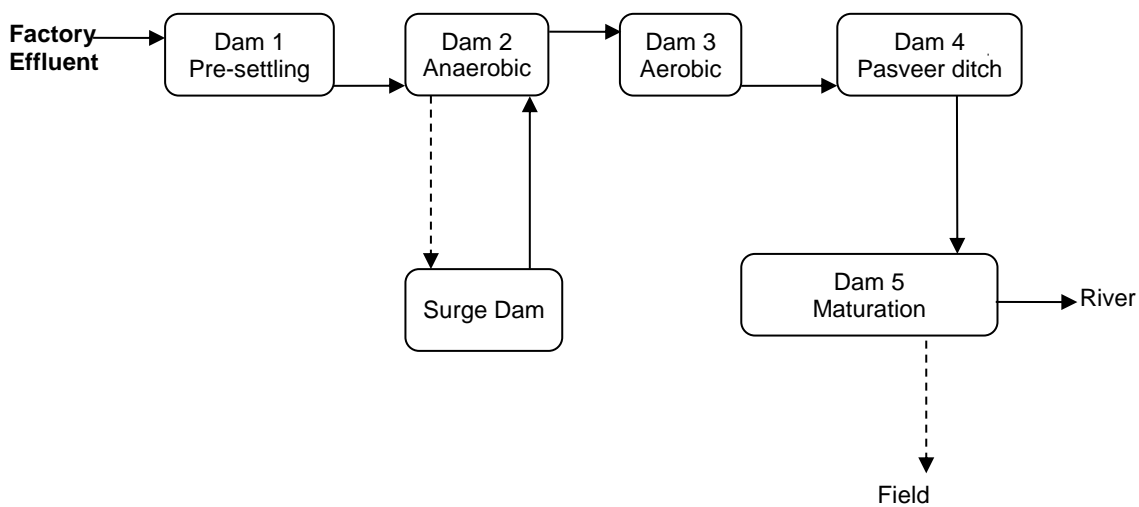 Factory
Effluent
Dam 1
Pre-settling
Dam 2
Anaerobic
Dam 3
Aerobic
Dam 4
Pasveer ditch
Surge Dam
Dam 5
Maturation
River
Field